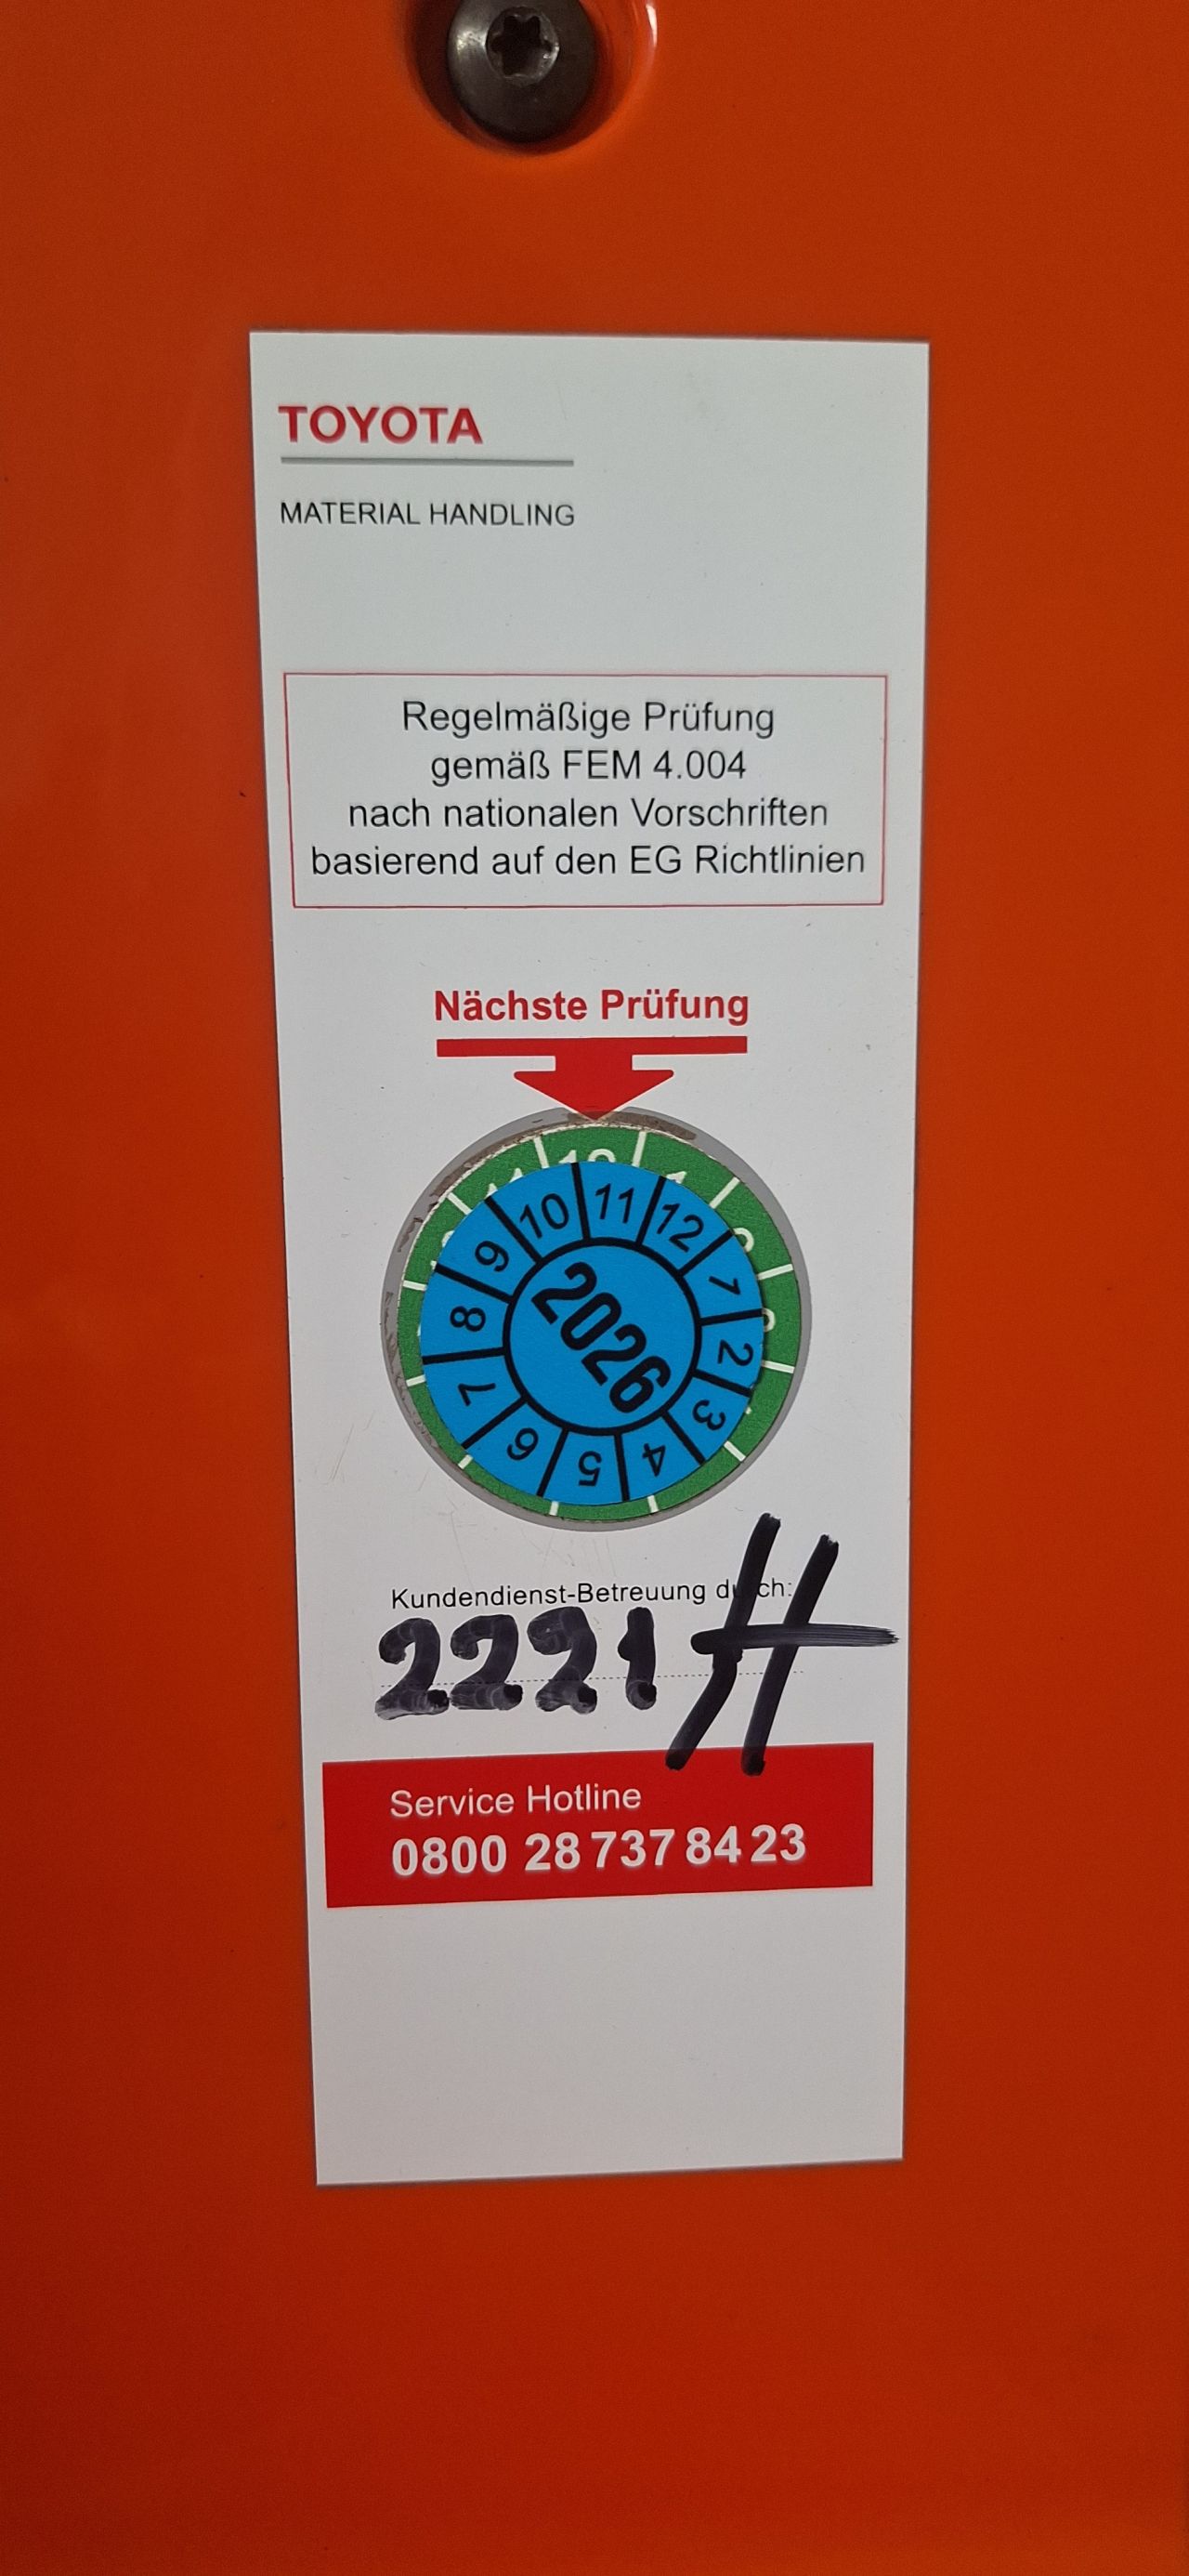 TOYOTA
MATERIAL HANDLING
Regelmäßige Prüfung
gemäß FEM 4.004
nach nationalen Vorschriften
basierend auf den EG Richtlinien
Nächste Prüfung
10 11 12 1 2 3 4 5 6 7 8 9
2026
Kundendienst-Betreuung durch:
2221 H
Service Hotline
0800 28 737 84 23